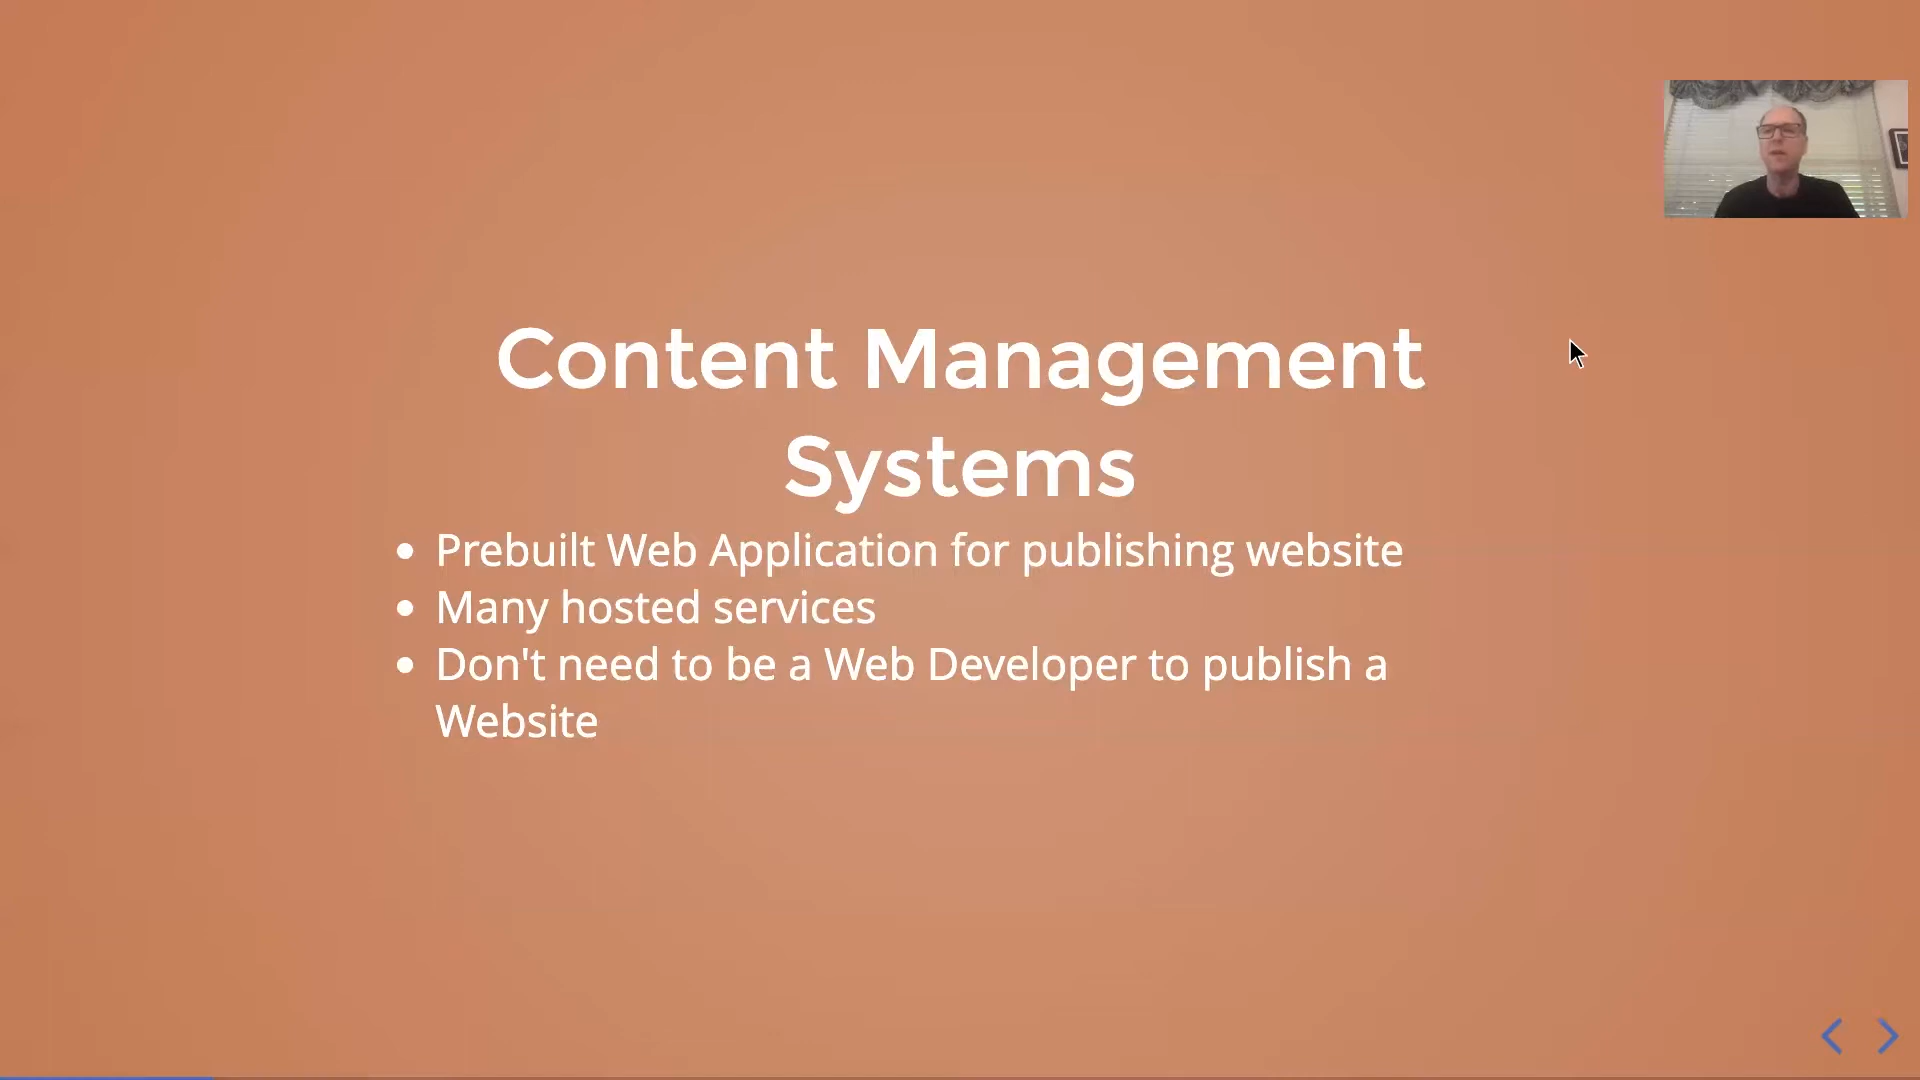 Content Management
Systems
Prebuilt Web Application for publishing website
Many hosted services
Don't need to be a Web Developer to publish a
Website